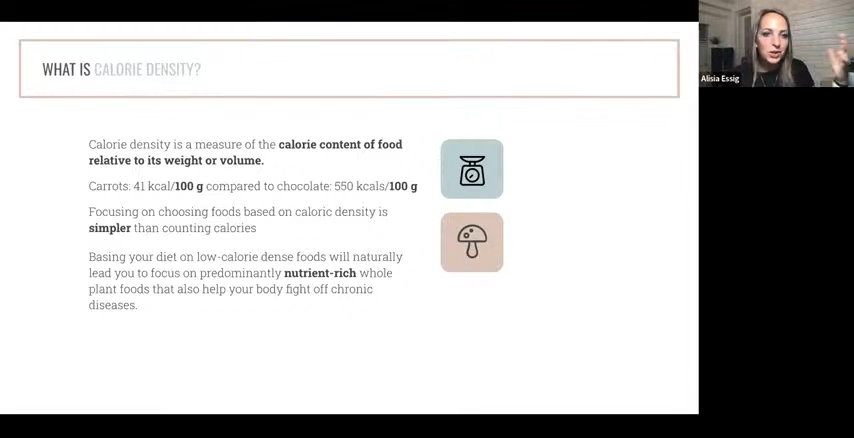 WHAT IS CALORIE DENSITY?
Alisia Essig
Calorie density is a measure of the calorie content of food
relative to its weight or volume.
Carrots: 41 kcal/100 g compared to chocolate: 550 kcals/100 g
Focusing on choosing foods based on caloric density is
simpler than counting calories
Basing your diet on low-calorie dense foods will naturally
lead you to focus on predominantly nutrient-rich whole
plant foods that also help your body fight off chronic
diseases.